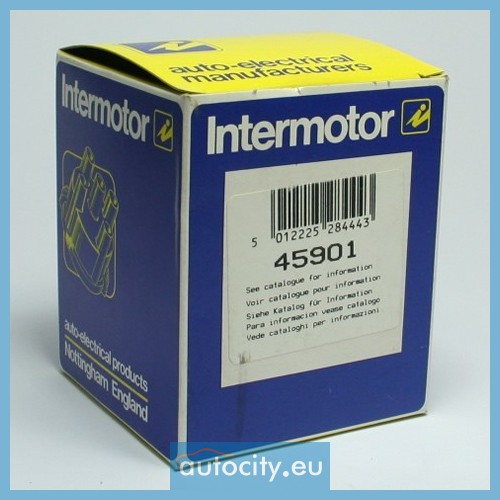 auto-electrical
manufacturers
Intermotor
Intermotor
5 012225 284443
45901
See catalogue for information
Voir catalogue pour information
Siehe Katalog für Information
Para informacion vease catalogo
Vede cataloghi per informazioni
auto-electrical products
Nottingham England
autocity.eu